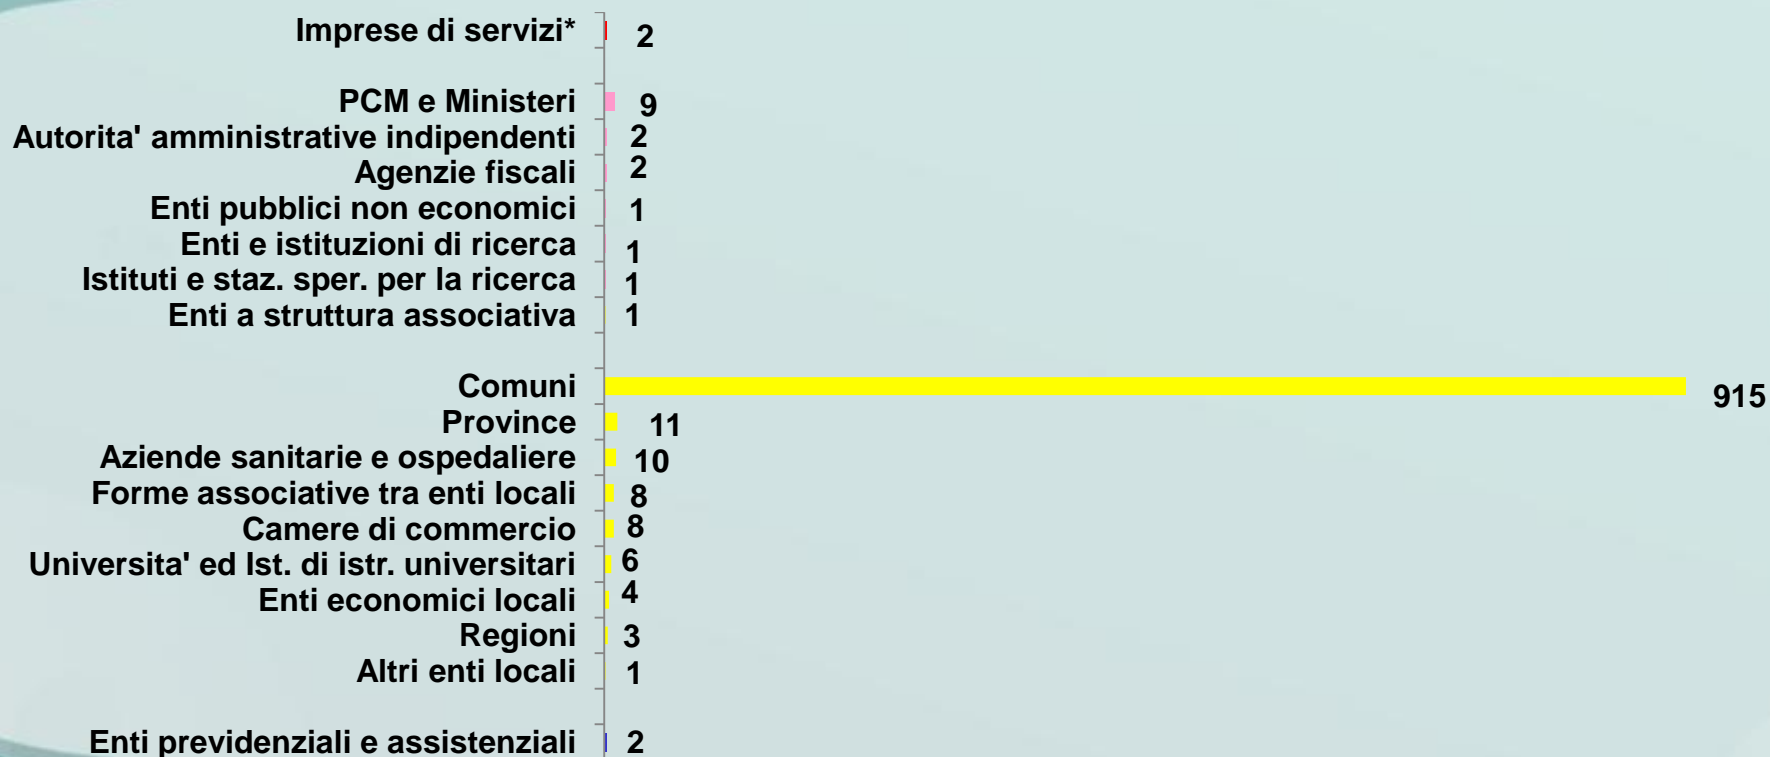 Imprese di servizi* 2
PCM e Ministeri 9
Autorita' amministrative indipendenti 2
Agenzie fiscali 2
Enti pubblici non economici 1
Enti e istituzioni di ricerca 1
Istituti e staz. sper. per la ricerca 1
Enti a struttura associativa 1
Comuni 915
Province 11
Aziende sanitarie e ospedaliere 10
Forme associative tra enti locali 8
Camere di commercio 8
Universita' ed Ist. di istr. universitari 6
Enti economici locali 4
Regioni 3
Altri enti locali 1
Enti previdenziali e assistenziali 2